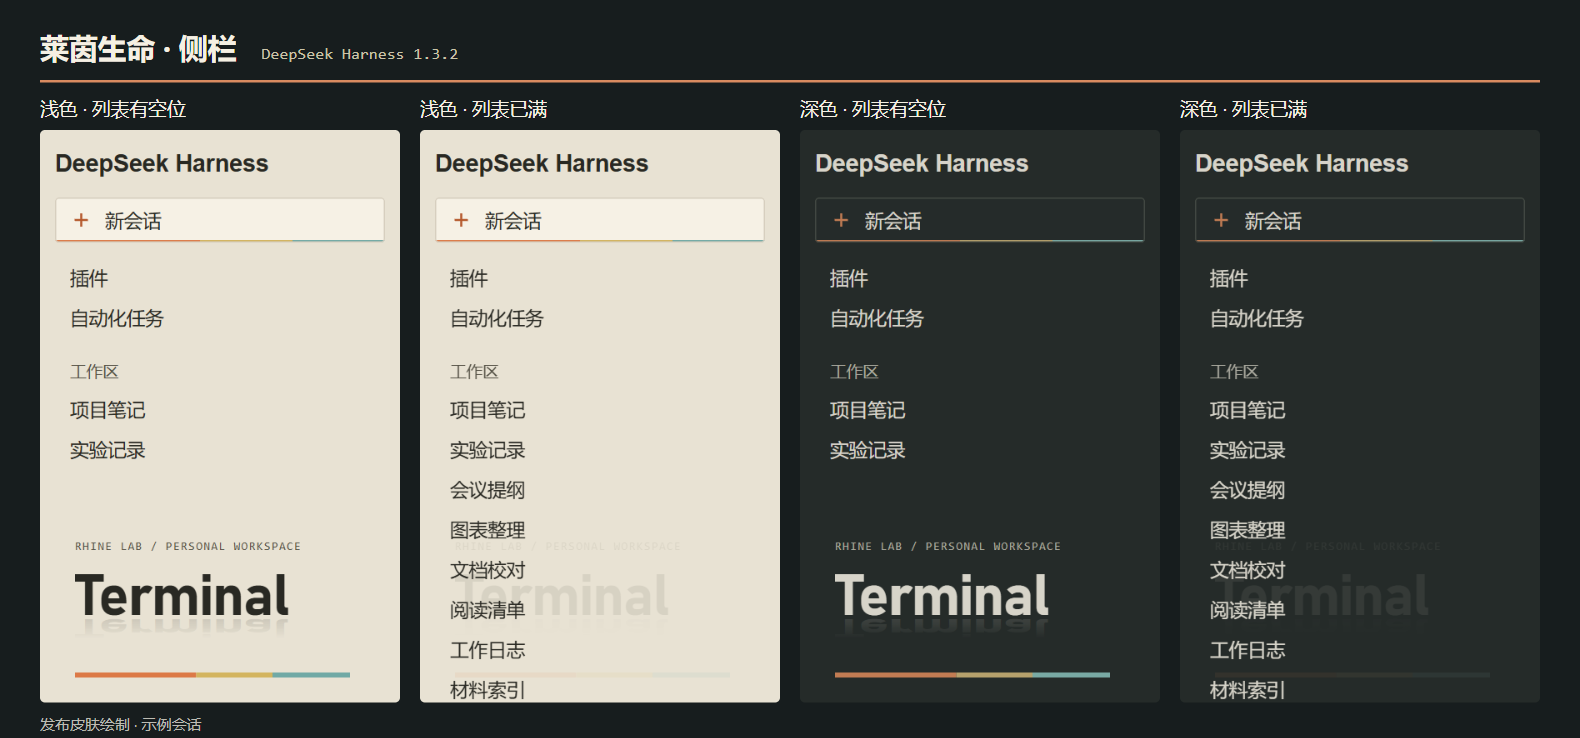 莱茵生命 · 侧栏 DeepSeek Harness 1.3.2
浅色 · 列表有空位
DeepSeek Harness
+ 新会话
插件
自动化任务
工作区
项目笔记
实验记录
RHINE LAB / PERSONAL WORKSPACE
Terminal
浅色 · 列表已满
DeepSeek Harness
+ 新会话
插件
自动化任务
工作区
项目笔记
实验记录
会议提纲
图表整理
RHINE LAB / PERSONAL WORKSPACE
文档校对
Terminal
阅读清单
工作日志
材料索引
深色 · 列表有空位
DeepSeek Harness
+ 新会话
插件
自动化任务
工作区
项目笔记
实验记录
RHINE LAB / PERSONAL WORKSPACE
Terminal
深色 · 列表已满
DeepSeek Harness
+ 新会话
插件
自动化任务
工作区
项目笔记
实验记录
会议提纲
图表整理
RHINE LAB / PERSONAL WORKSPACE
文档校对
Terminal
阅读清单
工作日志
材料索引
发布皮肤绘制 · 示例会话